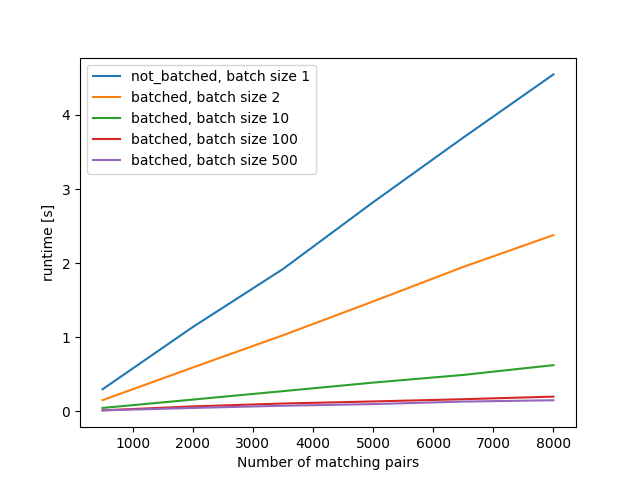 not_batched, batch size 1
batched, batch size 2
batched, batch size 10
batched, batch size 100
batched, batch size 500
runtime [s]
4
3
2
1
0
1000 2000 3000 4000 5000 6000 7000 8000
Number of matching pairs